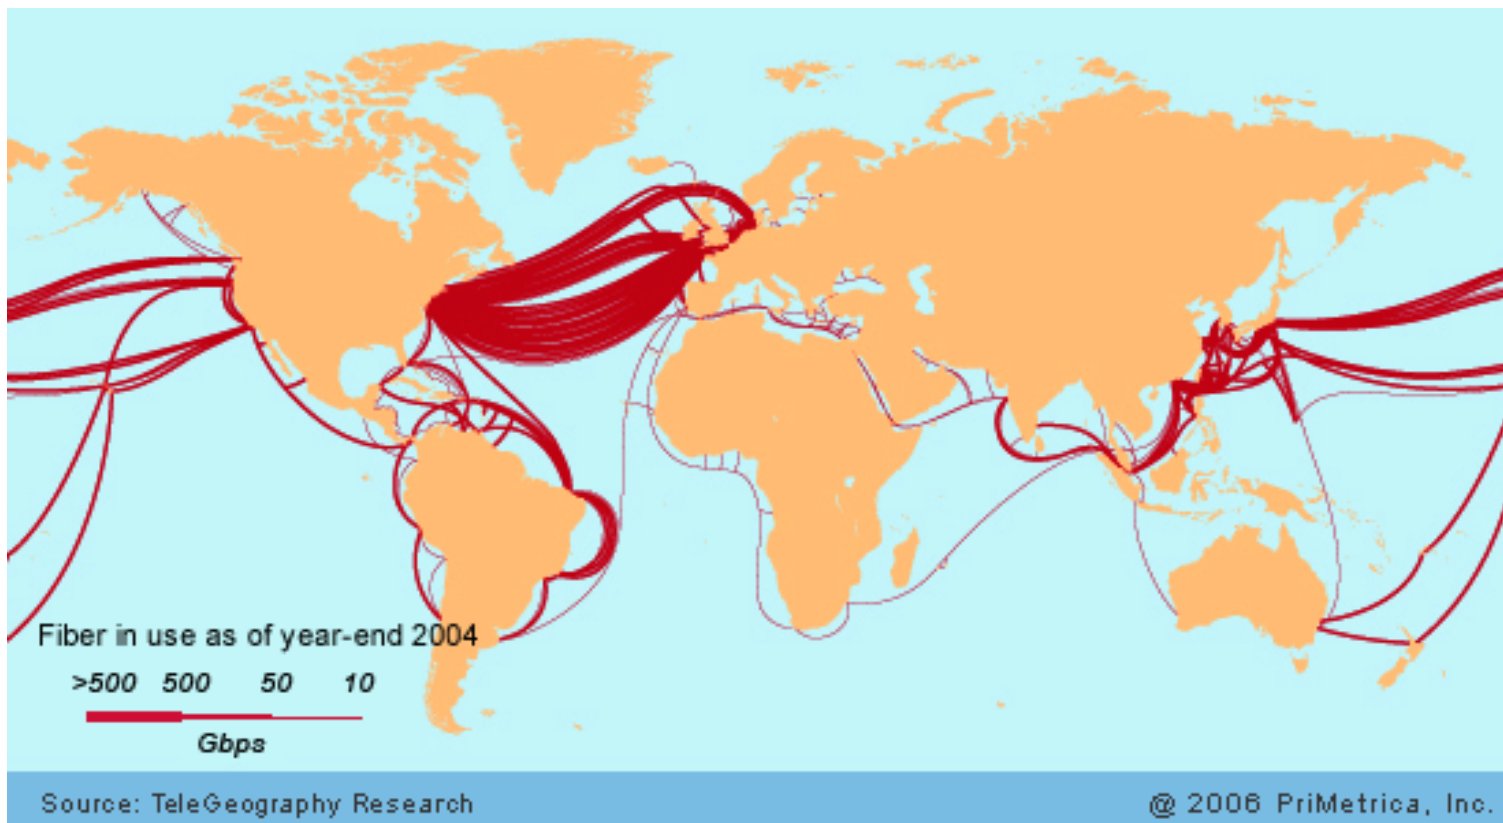 Fiber in use as of year-end 2004
>500 500 50 10
Gbps
Source: TeleGeography Research
@ 2006 PriMetrica, Inc.